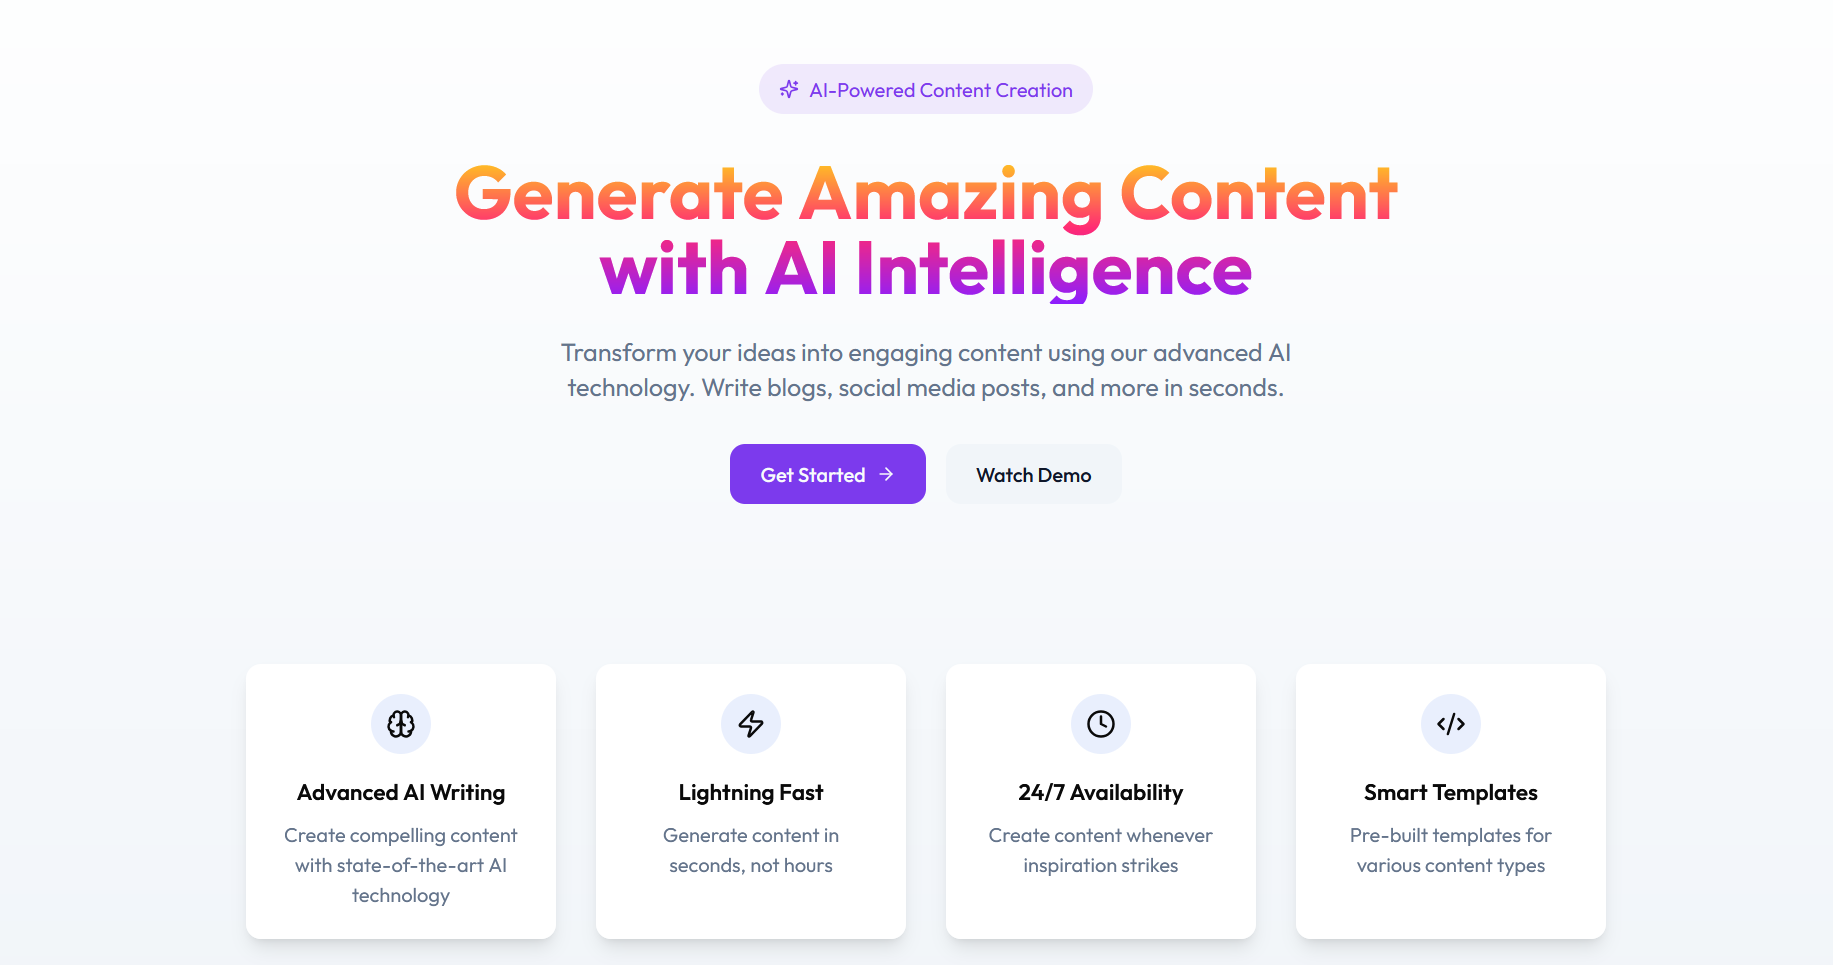 AI-Powered Content Creation
Generate Amazing Content
with AI Intelligence
Transform your ideas into engaging content using our advanced AI
technology. Write blogs, social media posts, and more in seconds.
Get Started
Watch Demo
Advanced AI Writing
Create compelling content
with state-of-the-art AI
technology
Lightning Fast
Generate content in
seconds, not hours
24/7 Availability
Create content whenever
inspiration strikes
Smart Templates
Pre-built templates for
various content types